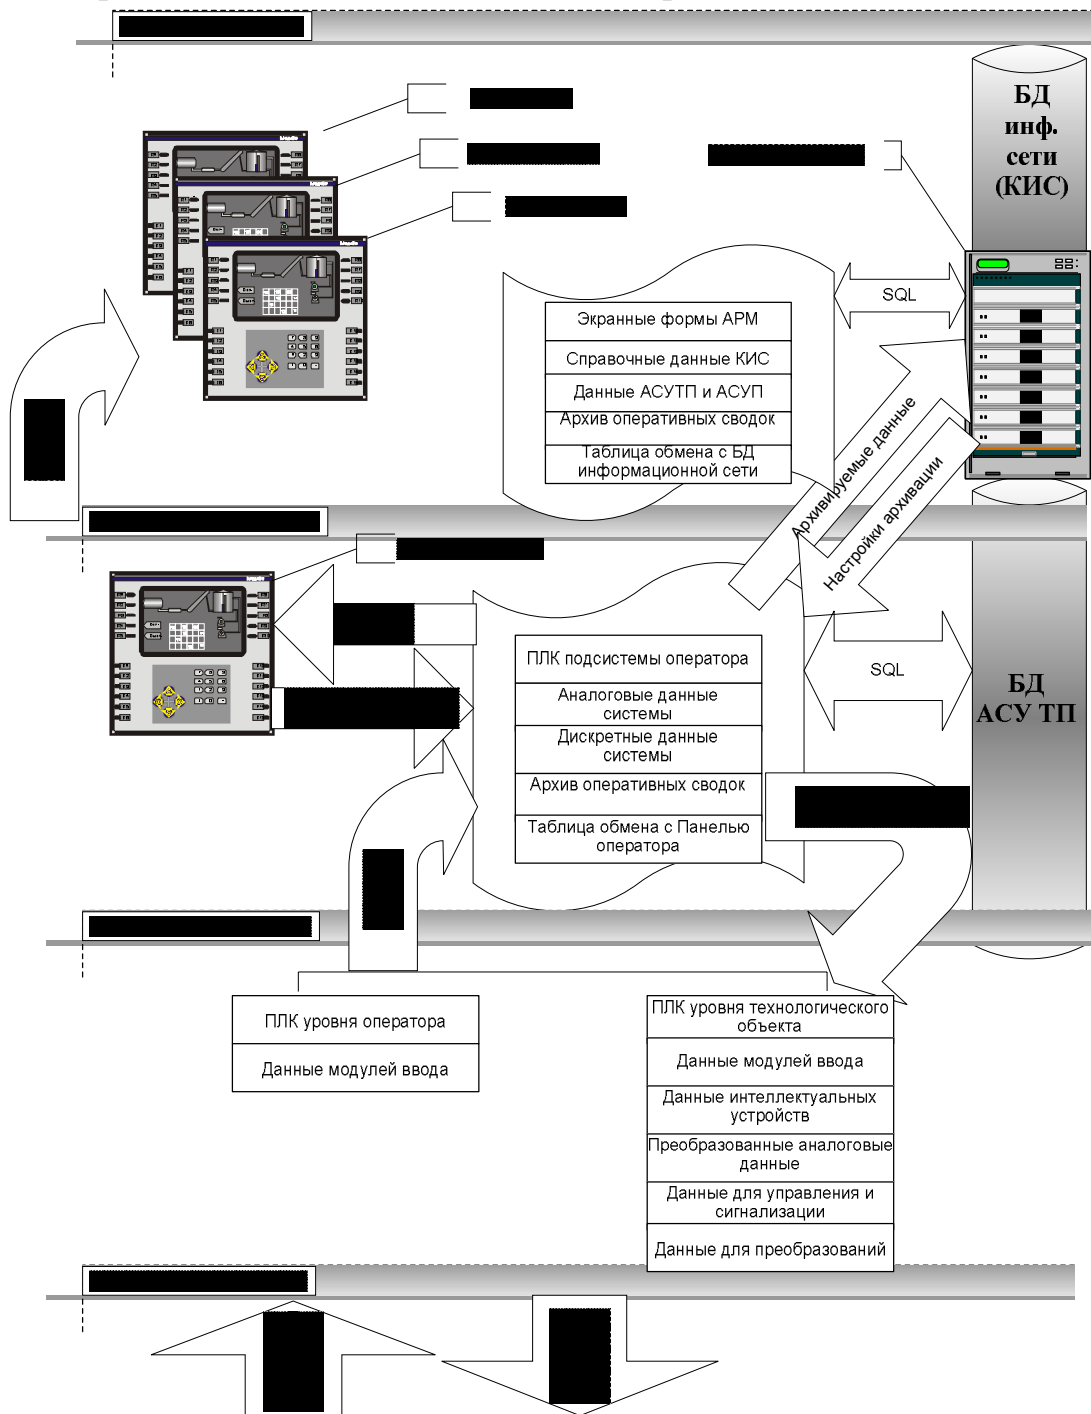 БД
инф.
сети
(КИС)
SQL
Экранные формы АРМ
Справочные данные КИС
Данные АСУТП и АСУП
Архив оперативных сводок
Таблица обмена с БД
информационной сети
Архивируемые данные
Настройки архивации
ПЛК подсистемы оператора
Аналоговые данные
системы
Дискретные данные
системы
Архив оперативных сводок
Таблица обмена с Панелью
оператора
SQL
БД
АСУ ТП
ПЛК уровня оператора
Данные модулей ввода
ПЛК уровня технологического
объекта
Данные модулей ввода
Данные интеллектуальных
устройств
Преобразованные аналоговые
данные
Данные для управления и
сигнализации
Данные для преобразований